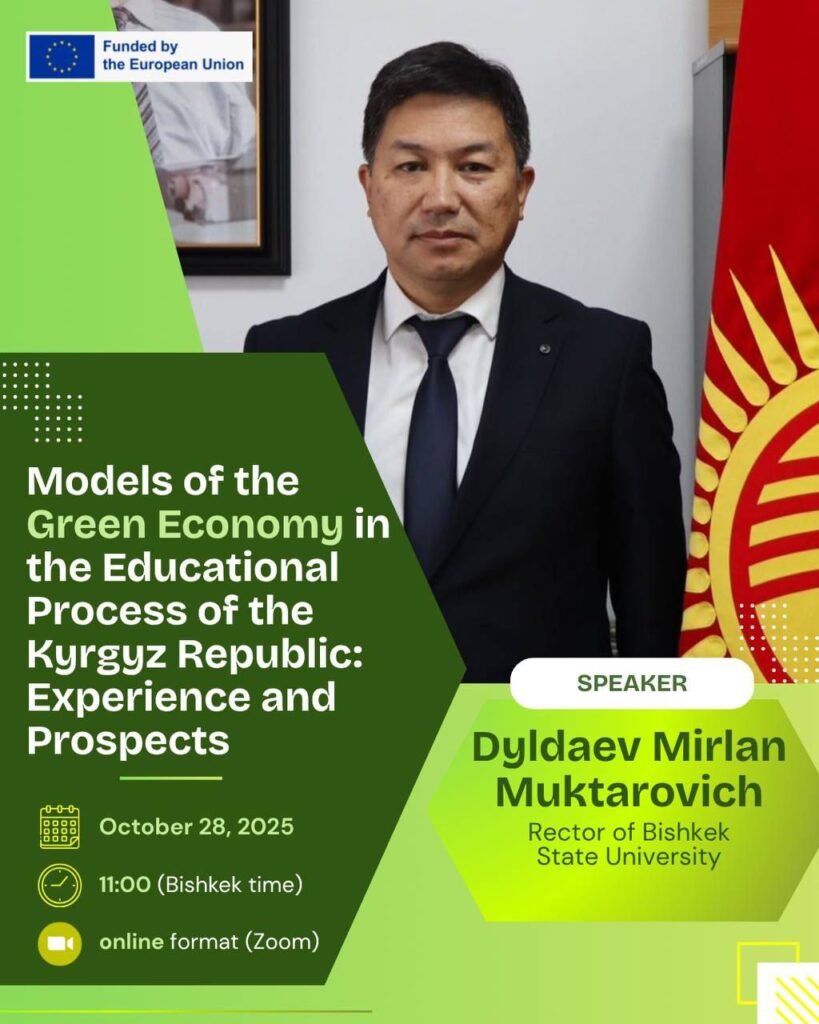 Funded by
the European Union
Models of the
Green Economy in
the Educational
Process of the
Kyrgyz Republic:
Experience and
Prospects
October 28, 2025
11:00 (Bishkek time)
online format (Zoom)
SPEAKER
Dyldaev Mirlan
Muktarovich
Rector of Bishkek
State University